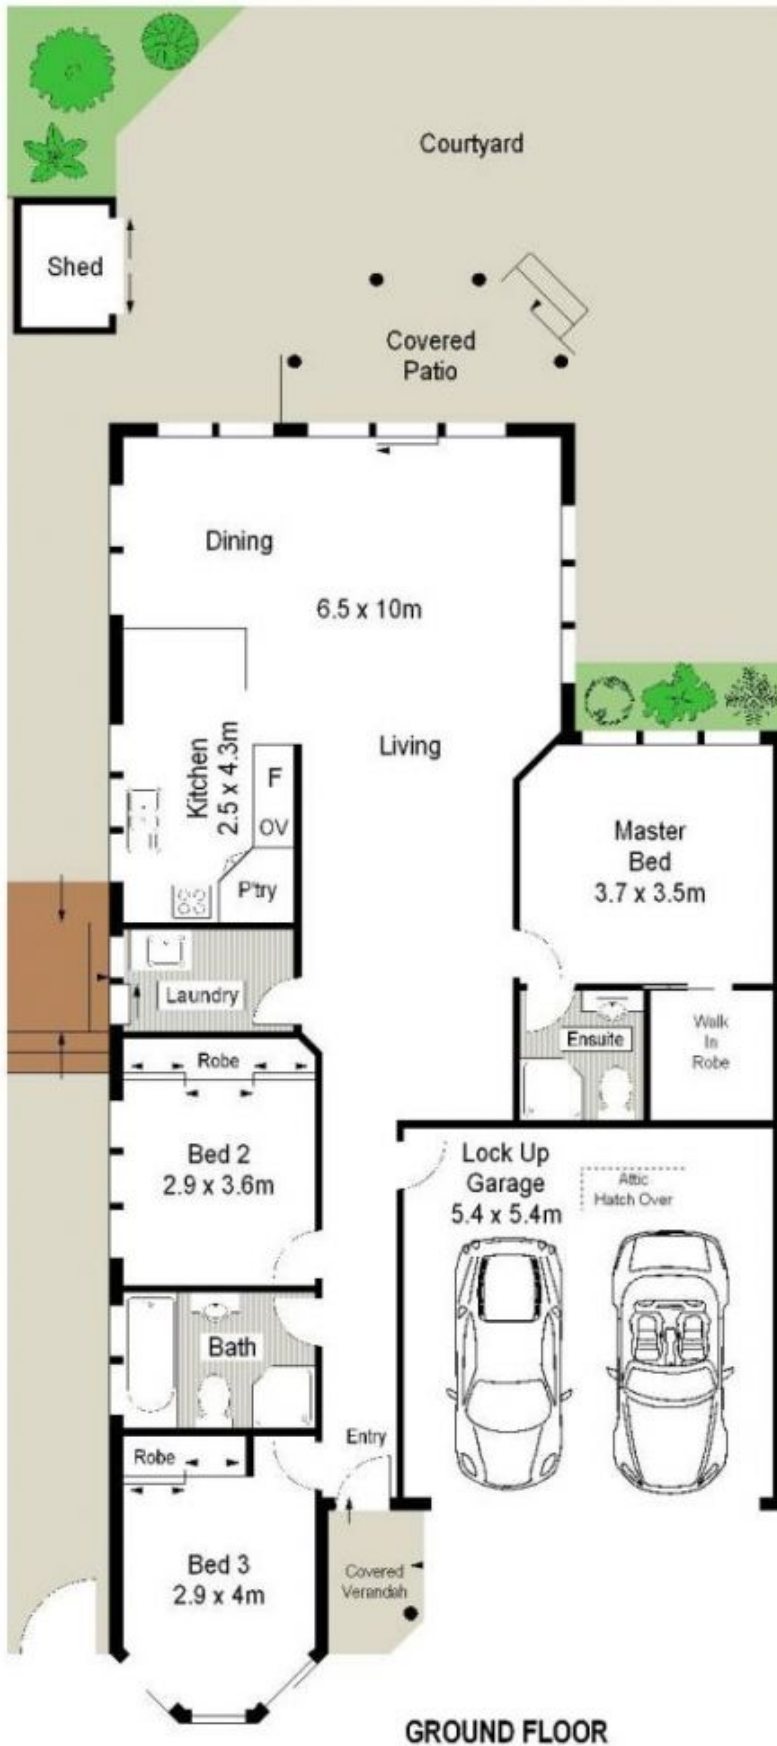 Courtyard
Shed
Covered
Patio
Dining
6.5 x 10m
Living
Kitchen
2.5 x 4.3m
F
OV
P'try
Master
Bed
3.7 x 3.5m
Laundry
Ensuite
Walk
In
Robe
Robe
Bed 2
2.9 x 3.6m
Lock Up
Garage
5.4 x 5.4m
Attic
Hatch Over
Bath
Entry
Robe
Bed 3
2.9 x 4m
Covered
Verandah
GROUND FLOOR